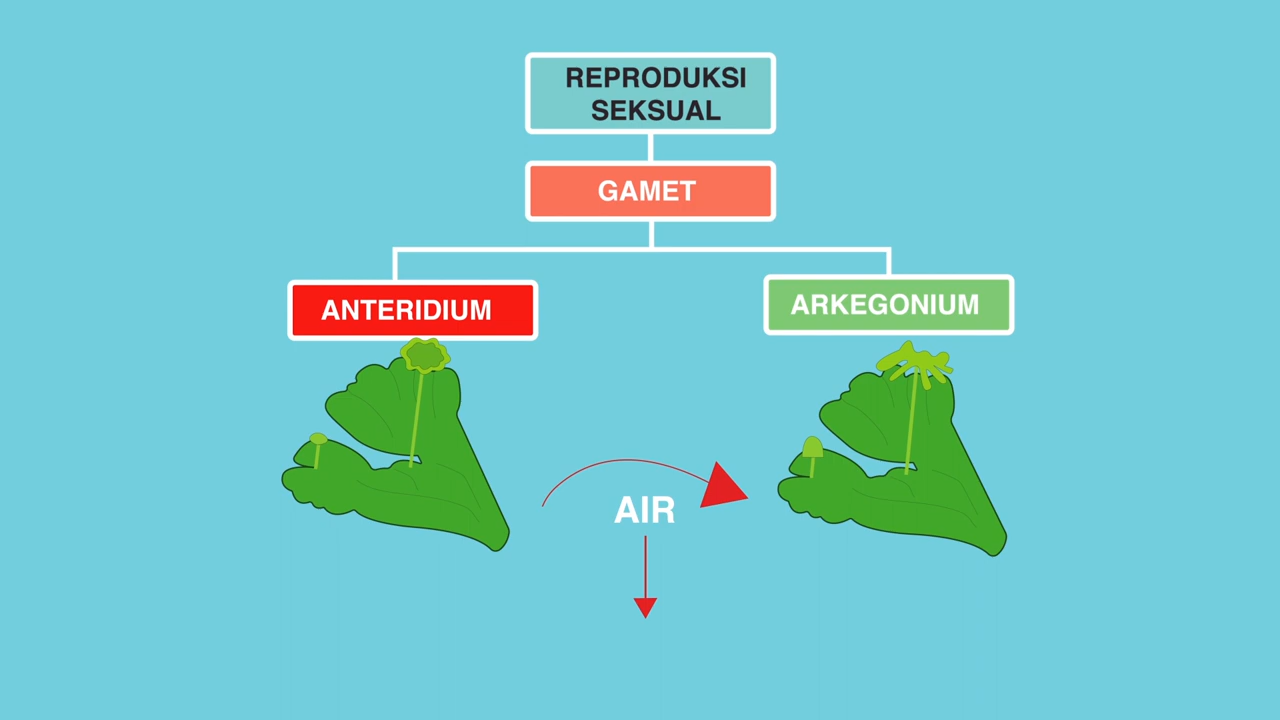 REPRODUKSI
SEKSUAL
GAMET
ANTERIDIUM
ARKEGONIUM
AIR